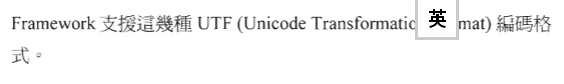 Framework 支援這幾種 UTF (Unicode Transformatio 英 mat) 編碼格
式。